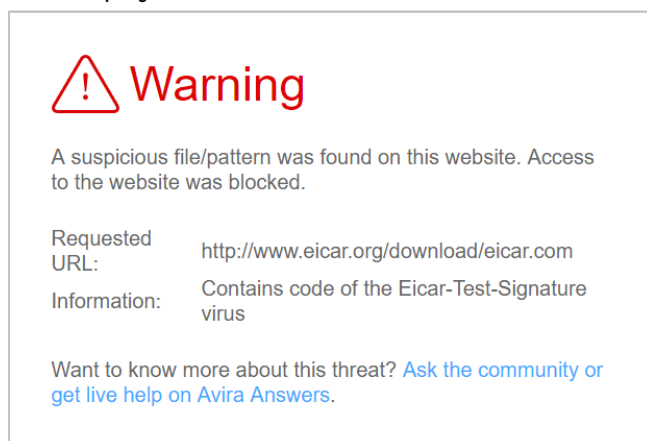 Warning
A suspicious file/pattern was found on this website. Access
to the website was blocked.
Requested
URL:
http://www.eicar.org/download/eicar.com
Information:
Contains code of the Eicar-Test-Signature
virus
Want to know more about this threat? Ask the community or
get live help on Avira Answers.